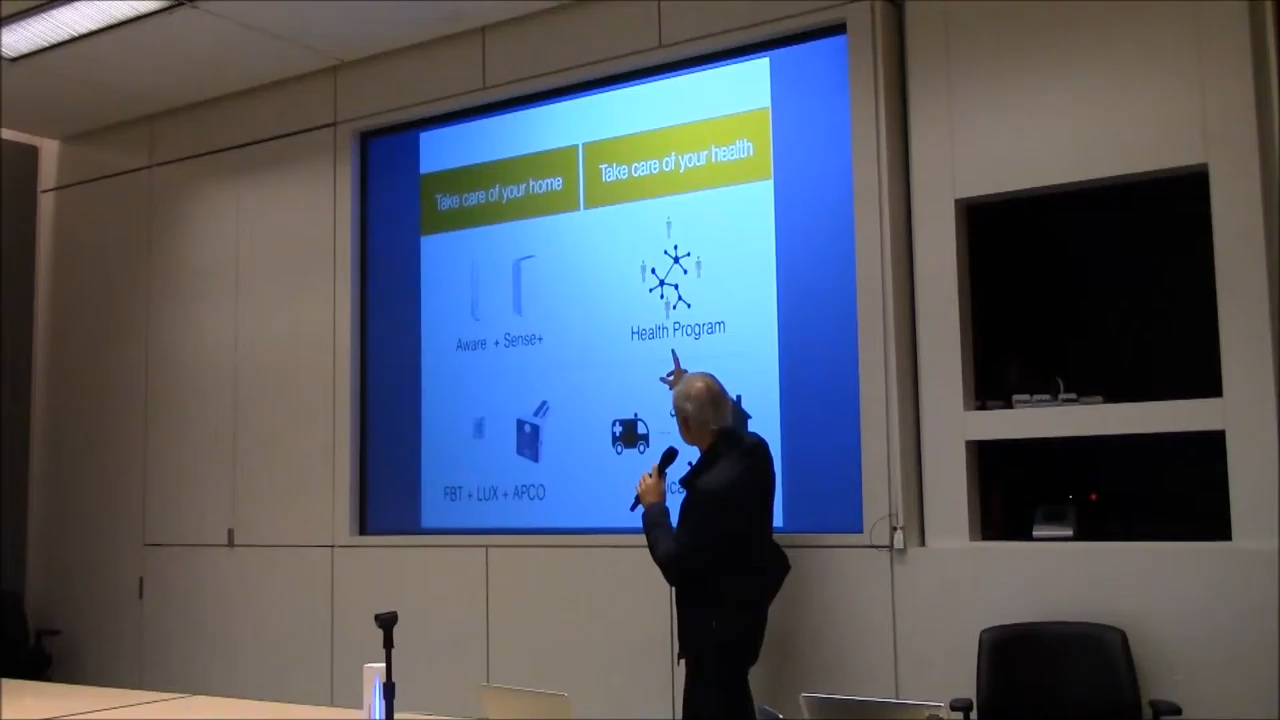 Take care of your home
Take care of your health
Aware + Sense+
Health Program
FBT + LUX + APCO